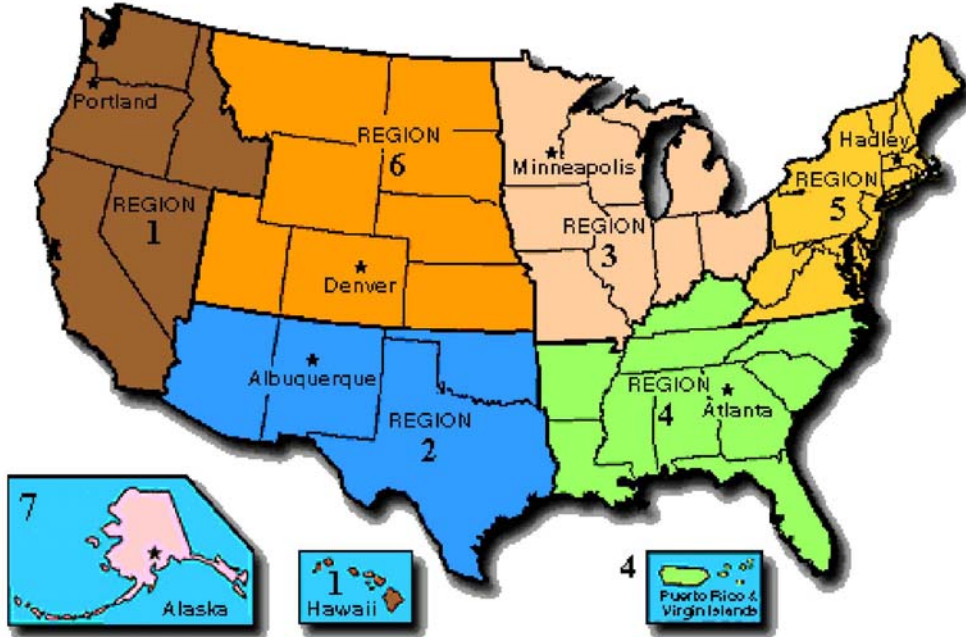 Portland
REGION
6
Minneapolis
Hadley
REGION
5
REGION
1
REGION
3
Denver
Albuquerque
REGION
4
Atlanta
REGION
2
7
Alaska
1
Hawaii
4
Puerto Rico &
Virgin Islands